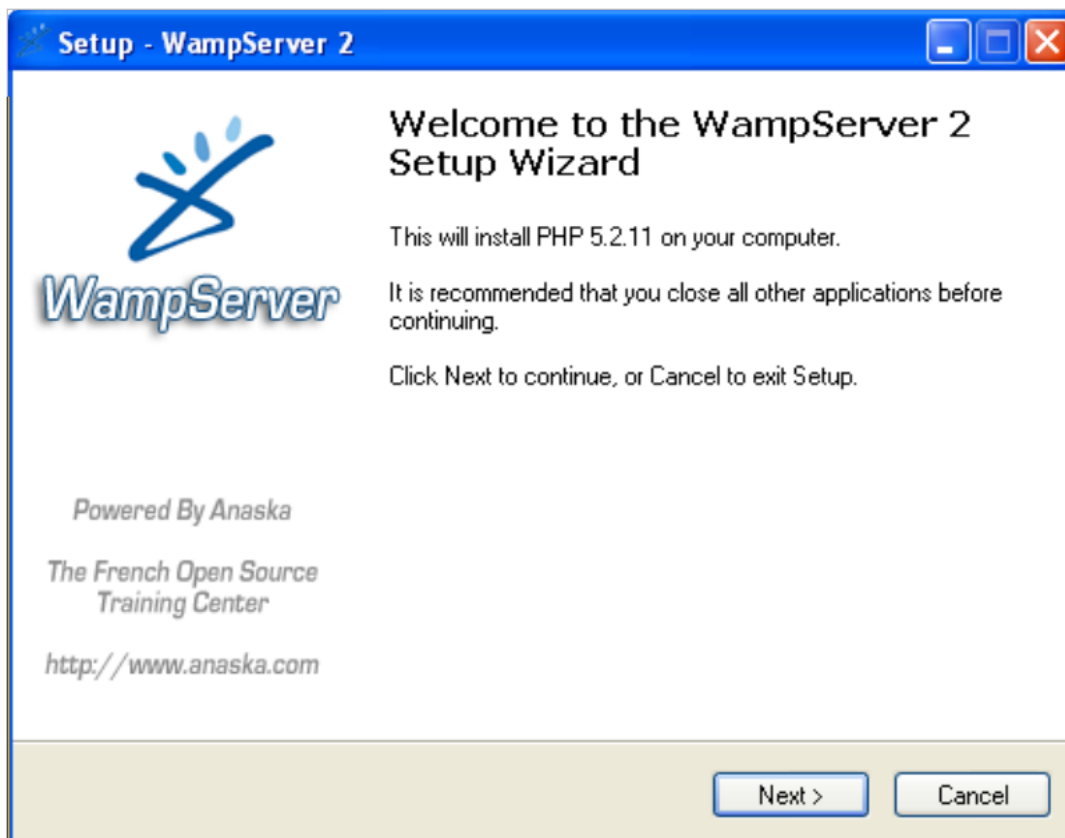 Setup - WampServer 2
Welcome to the WampServer 2
Setup Wizard
This will install PHP 5.2.11 on your computer.
It is recommended that you close all other applications before
continuing.
Click Next to continue, or Cancel to exit Setup.
WampServer
Powered By Anaska
The French Open Source
Training Center
http://www.anaska.com
Next >
Cancel